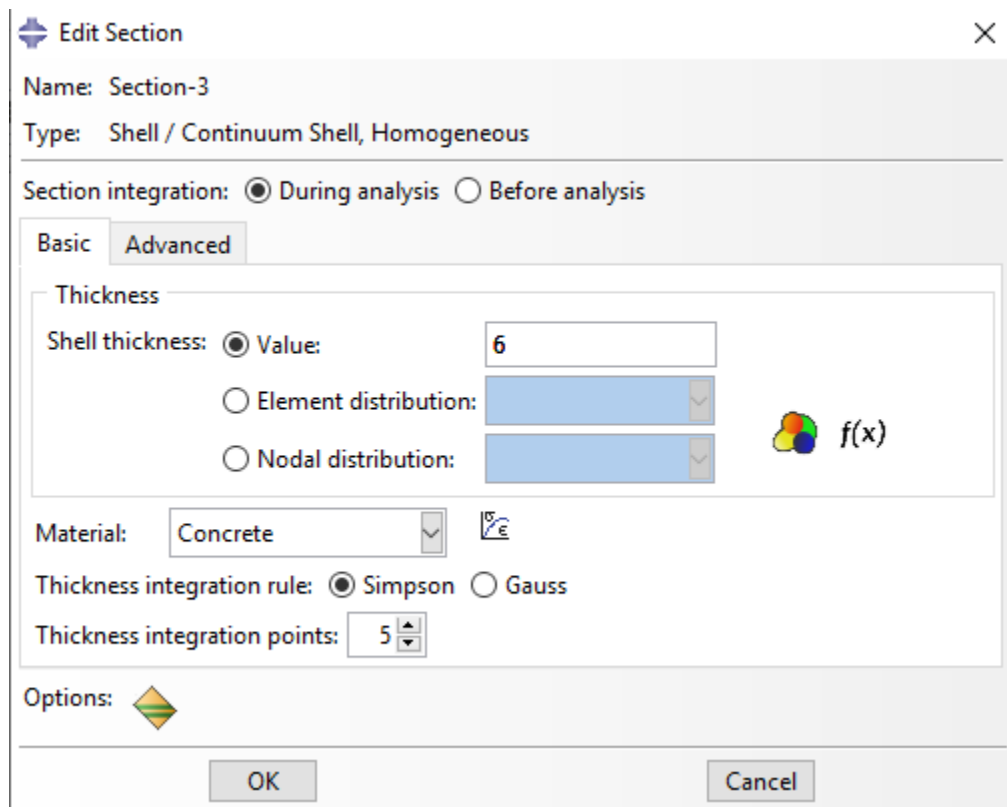 Edit Section
Name: Section-3
Type: Shell / Continuum Shell, Homogeneous
Section integration: During analysis Before analysis
Basic Advanced
Thickness
Shell thickness: Value: 6
Element distribution:
f(x)
Nodal distribution:
Material: Concrete σ ε
Thickness integration rule: Simpson Gauss
Thickness integration points: 5
Options:
OK Cancel